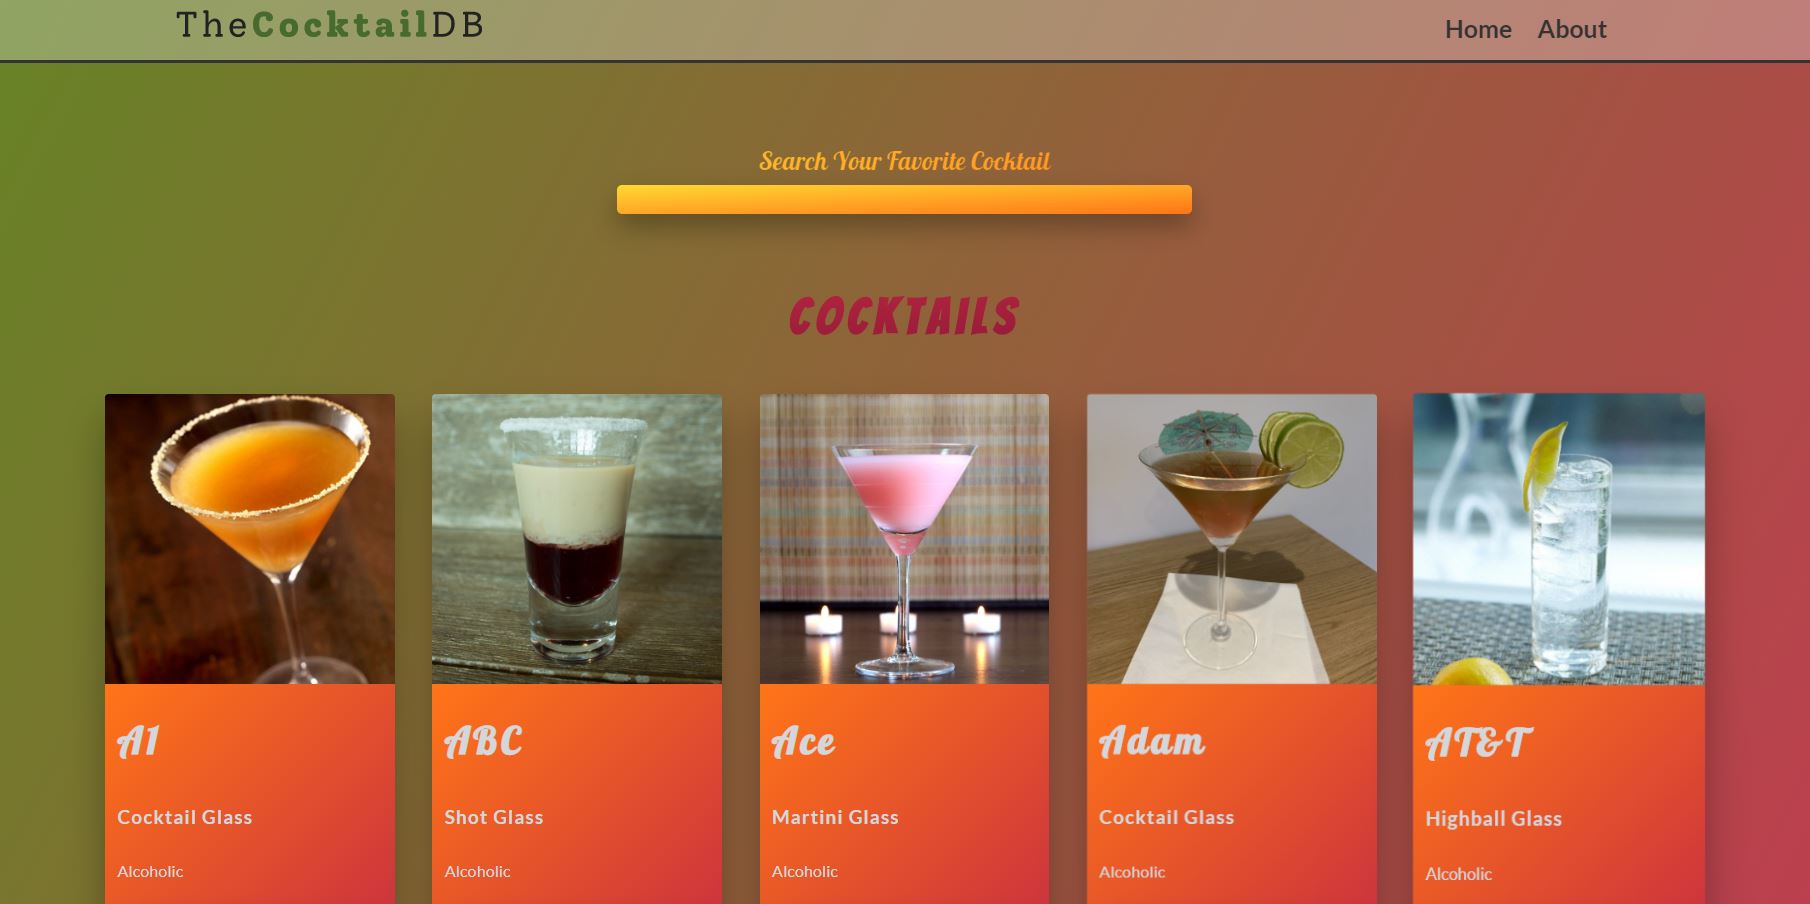 TheCocktailDB
Home About
Search Your Favorite Cocktail
COCKTAILS
A1
Cocktail Glass
Alcoholic
ABC
Shot Glass
Alcoholic
Ace
Martini Glass
Alcoholic
Adam
Cocktail Glass
Alcoholic
AT&T
Highball Glass
Alcoholic